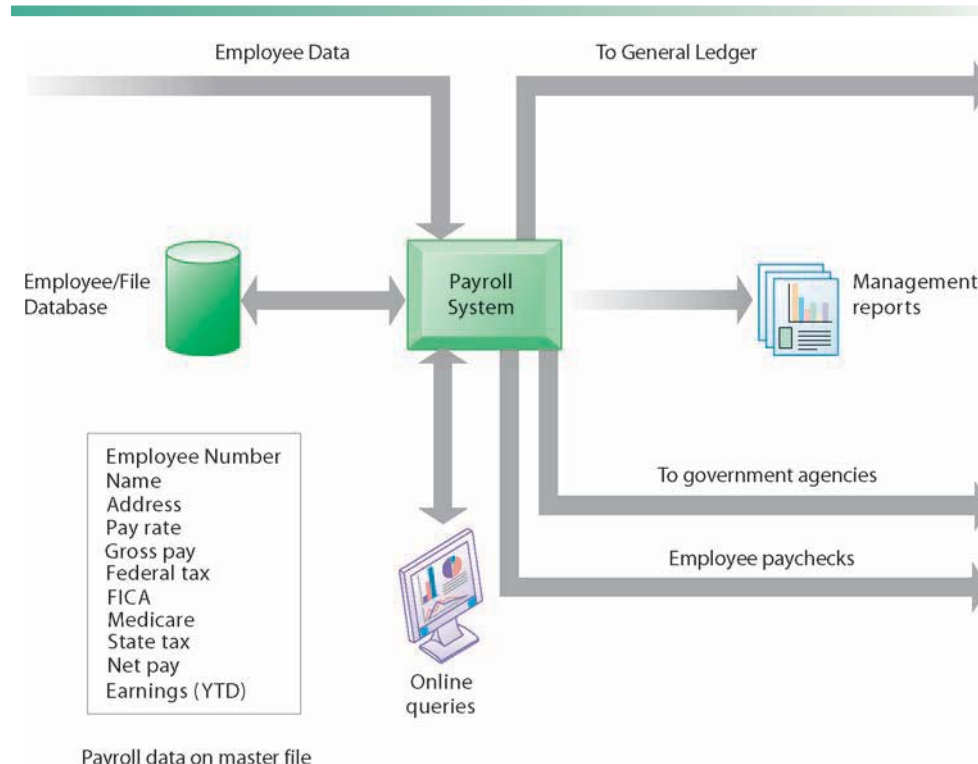 Employee Data
To General Ledger
Employee/File
Database
Payroll
System
Management
reports
Employee Number
Name
Address
Pay rate
Gross pay
Federal tax
FICA
Medicare
State tax
Net pay
Earnings (YTD)
To government agencies
Employee paychecks
Online
queries
Payroll data on master file